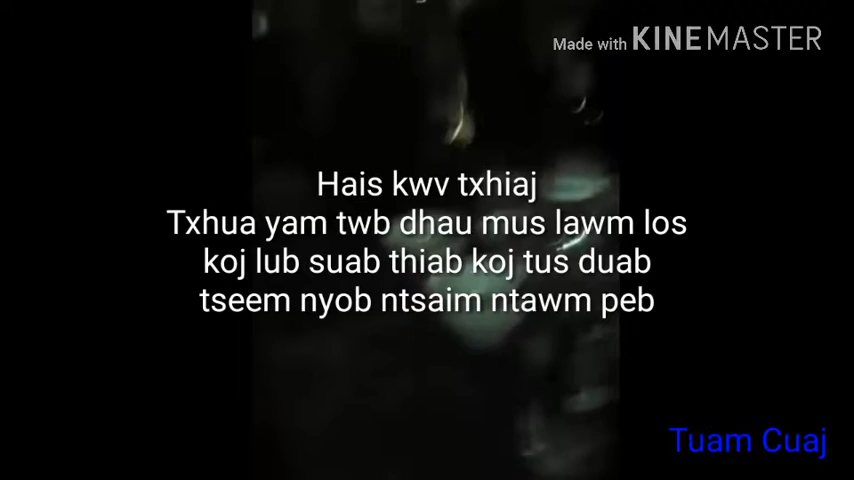 Made with KINEMASTER
Hais kwv txhiaj
Txhua yam twb dhau mus lawm los
koj lub suab thiab koj tus duab
tseem nyob ntsaim ntawm peb
Tuam Cuaj